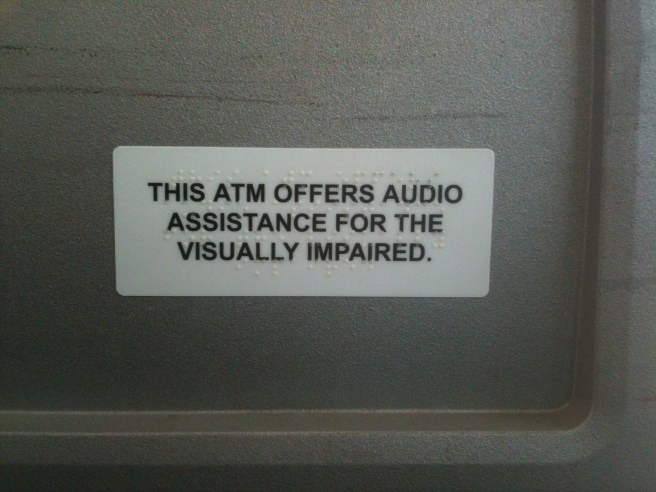 THIS ATM OFFERS AUDIO
ASSISTANCE FOR THE
VISUALLY IMPAIRED.